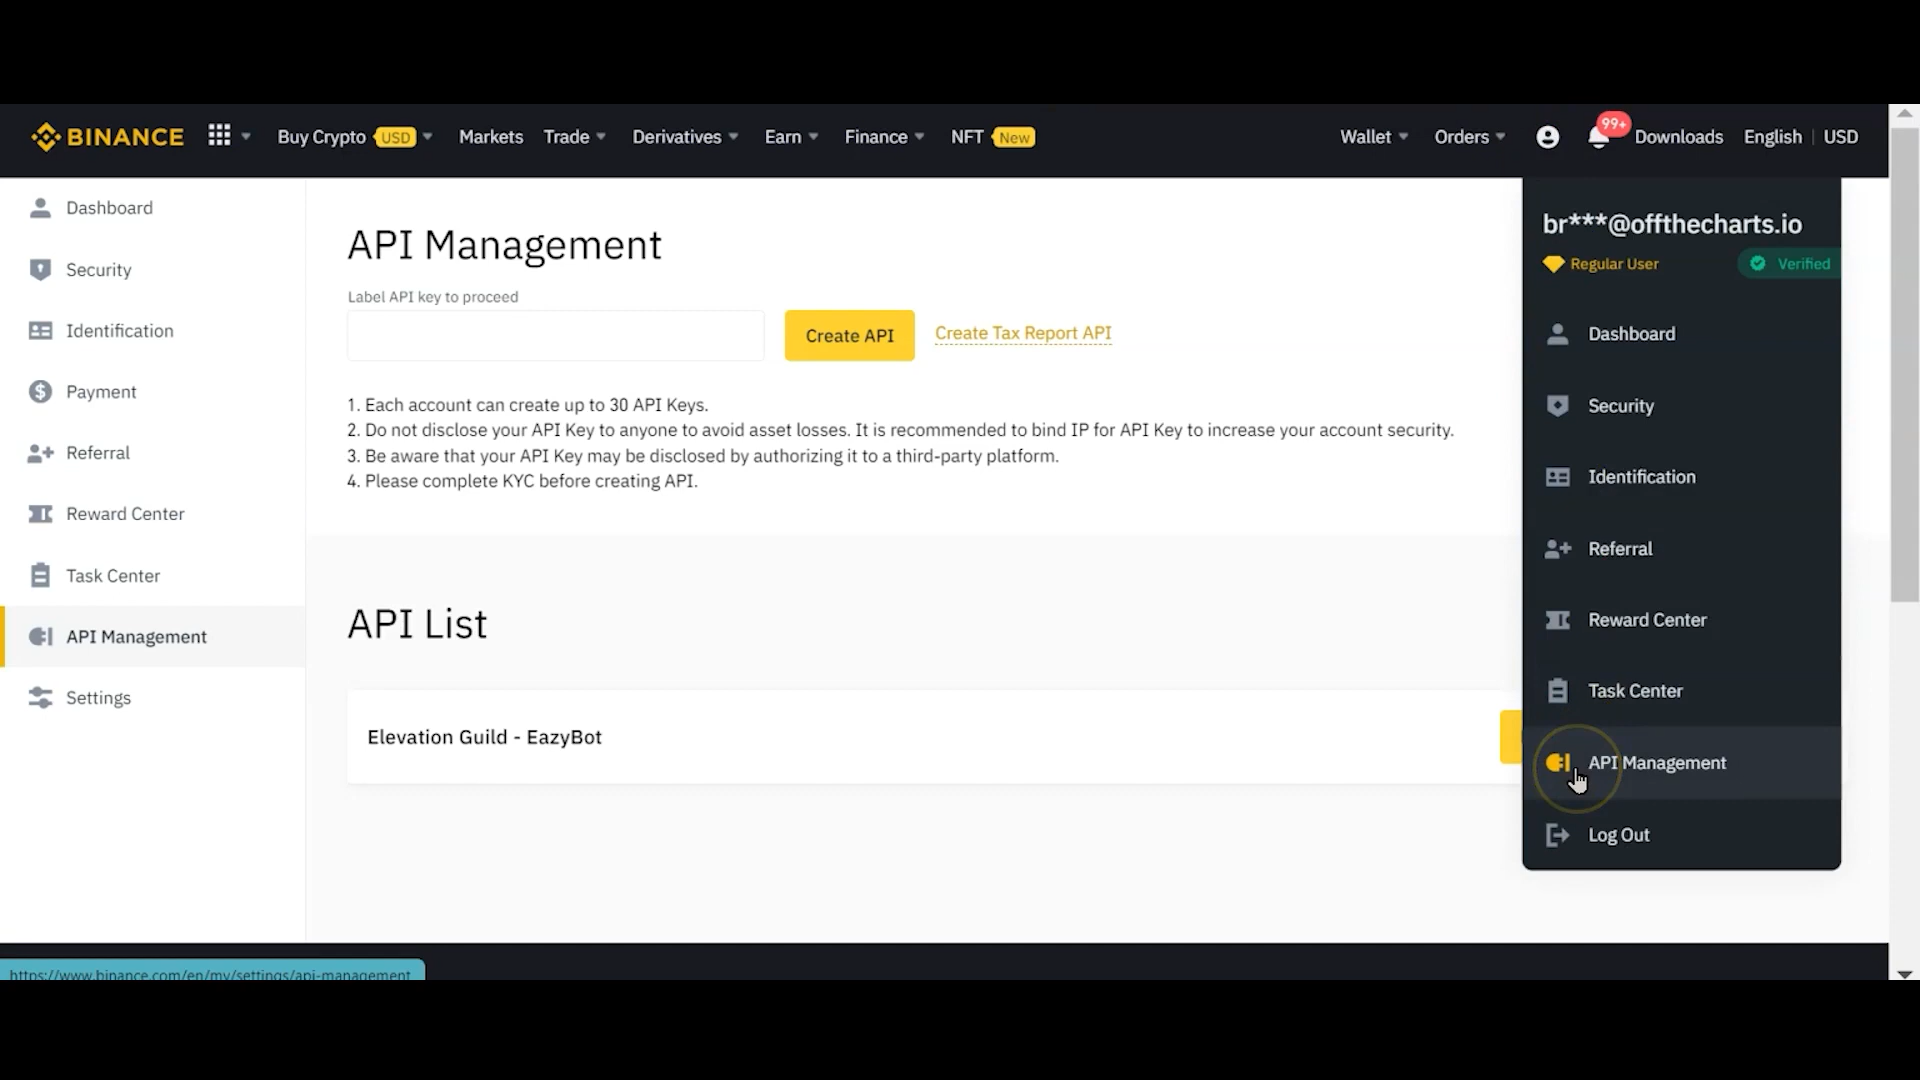 BINANCE
Buy Crypto USD
Markets
Trade
Derivatives
Earn
Finance
NFT New
Wallet
Orders
99+
Downloads
English | USD
Dashboard
Security
Identification
Payment
Referral
Reward Center
Task Center
API Management
Settings
API Management
Label API key to proceed
Create API
Create Tax Report API
1. Each account can create up to 30 API Keys.
2. Do not disclose your API Key to anyone to avoid asset losses. It is recommended to bind IP for API Key to increase your account security.
3. Be aware that your API Key may be disclosed by authorizing it to a third-party platform.
4. Please complete KYC before creating API.
API List
Elevation Guild - EazyBot
br***@offthecharts.io
Regular User
Verified
Dashboard
Security
Identification
Referral
Reward Center
Task Center
API Management
Log Out
https://www.binance.com/en/my/settings/api-management